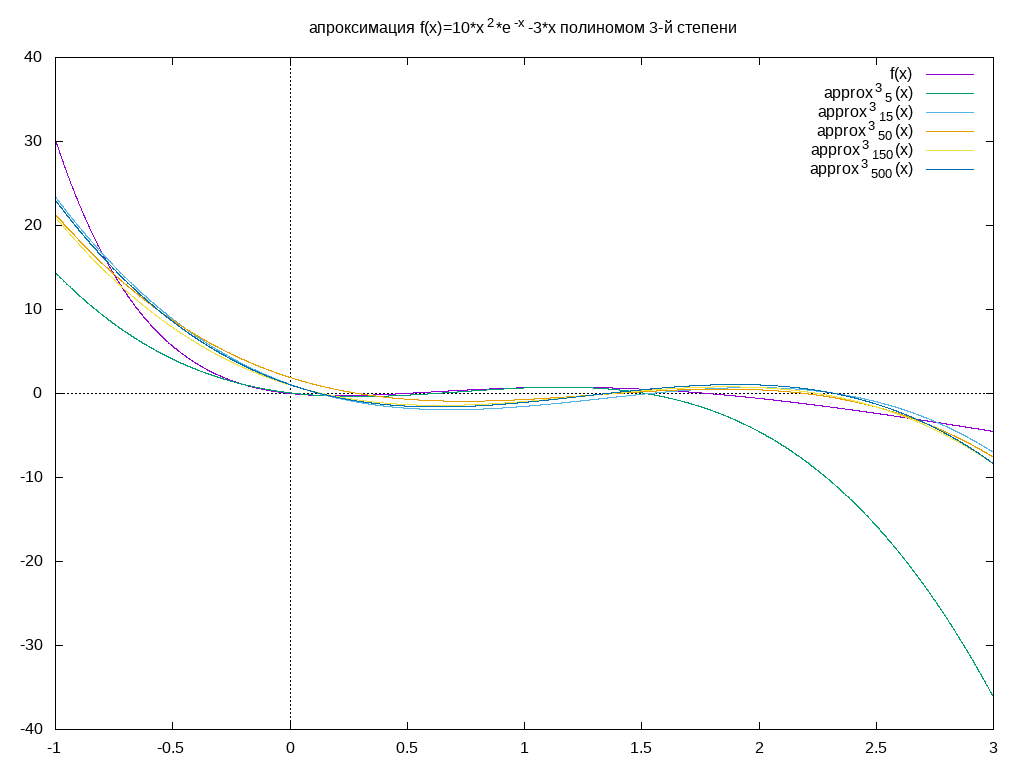 апроксимация f(x)=10*x²*e⁻ˣ-3*x полиномом 3-й степени
40
30
20
10
0
-10
-20
-30
-40
-1
-0.5
0
0.5
1
1.5
2
2.5
3
f(x)
approx³₅(x)
approx³₁₅(x)
approx³₅₀(x)
approx³₁₅₀(x)
approx³₅₀₀(x)